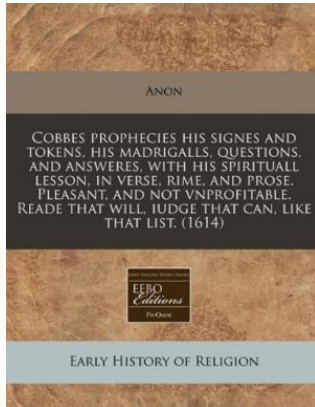 Anon
Cobbes prophecies his signes and
tokens, his madrigalls, questions,
and answeres, with his spirituall
lesson, in verse, rime, and prose.
Pleasant, and not vnprofitable.
Reade that will, iudge that can, like
that list. (1614)
EEBO
Editions
ProQuest
Early History of Religion